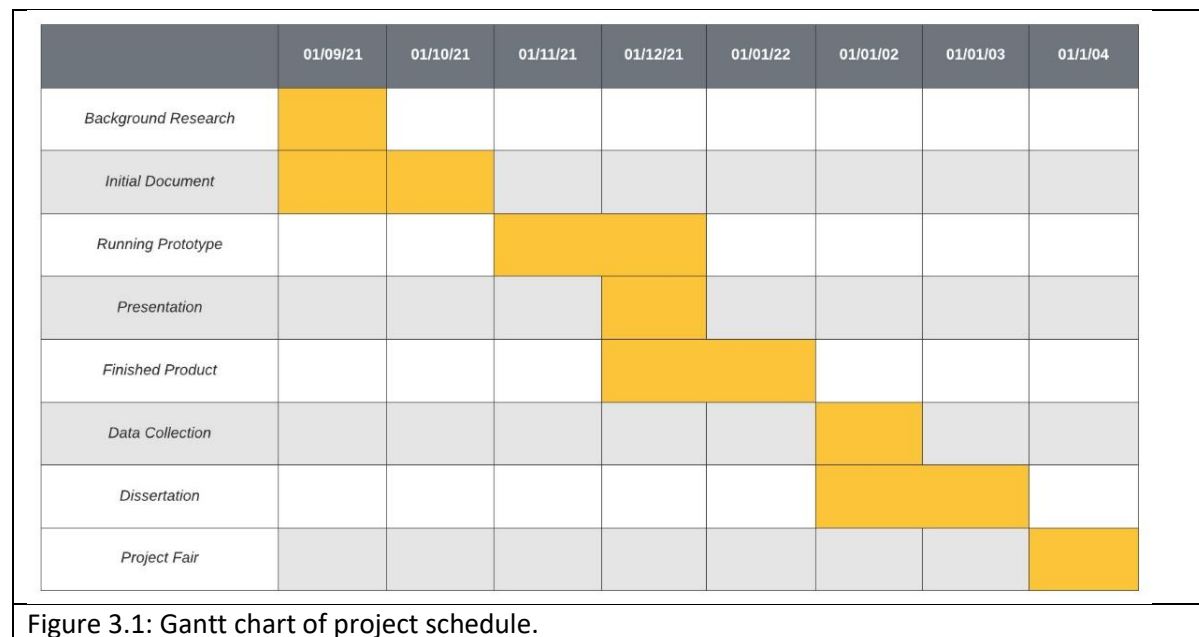 01/09/21 01/10/21 01/11/21 01/12/21 01/01/22 01/01/02 01/01/03 01/1/04
Background Research
Initial Document
Running Prototype
Presentation
Finished Product
Data Collection
Dissertation
Project Fair
Figure 3.1: Gantt chart of project schedule.